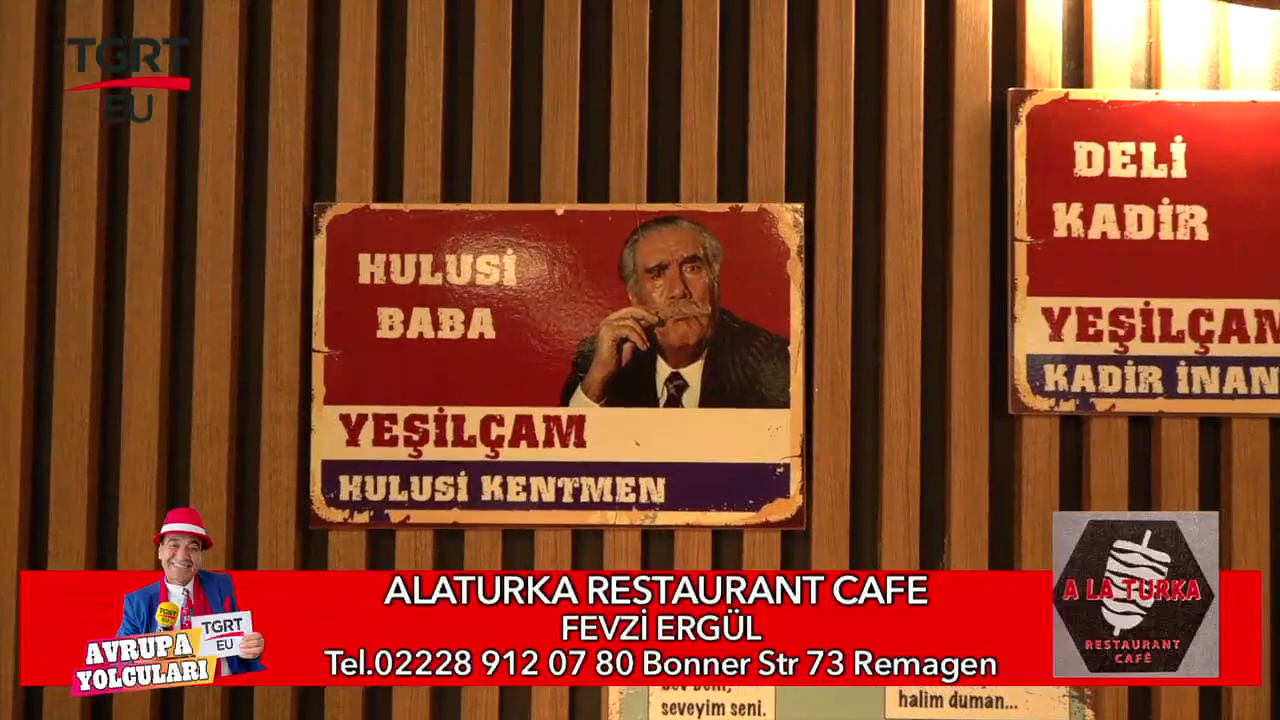 TGRT
EU
HULUSİ
BABA
YEŞİLÇAM
HULUSİ KENTMEN
DELİ
KADİR
YEŞİLÇAM
KADİR İNAN
ALATURKA RESTAURANT CAFE
FEVZİ ERGÜL
Tel.02228 912 07 80 Bonner Str 73 Remagen
TGRT
EU
TGRT
EU
AVRUPA
YOLCULARI
A LA TURKA
RESTAURANT
CAFÉ
seveyim seni.
halim duman...